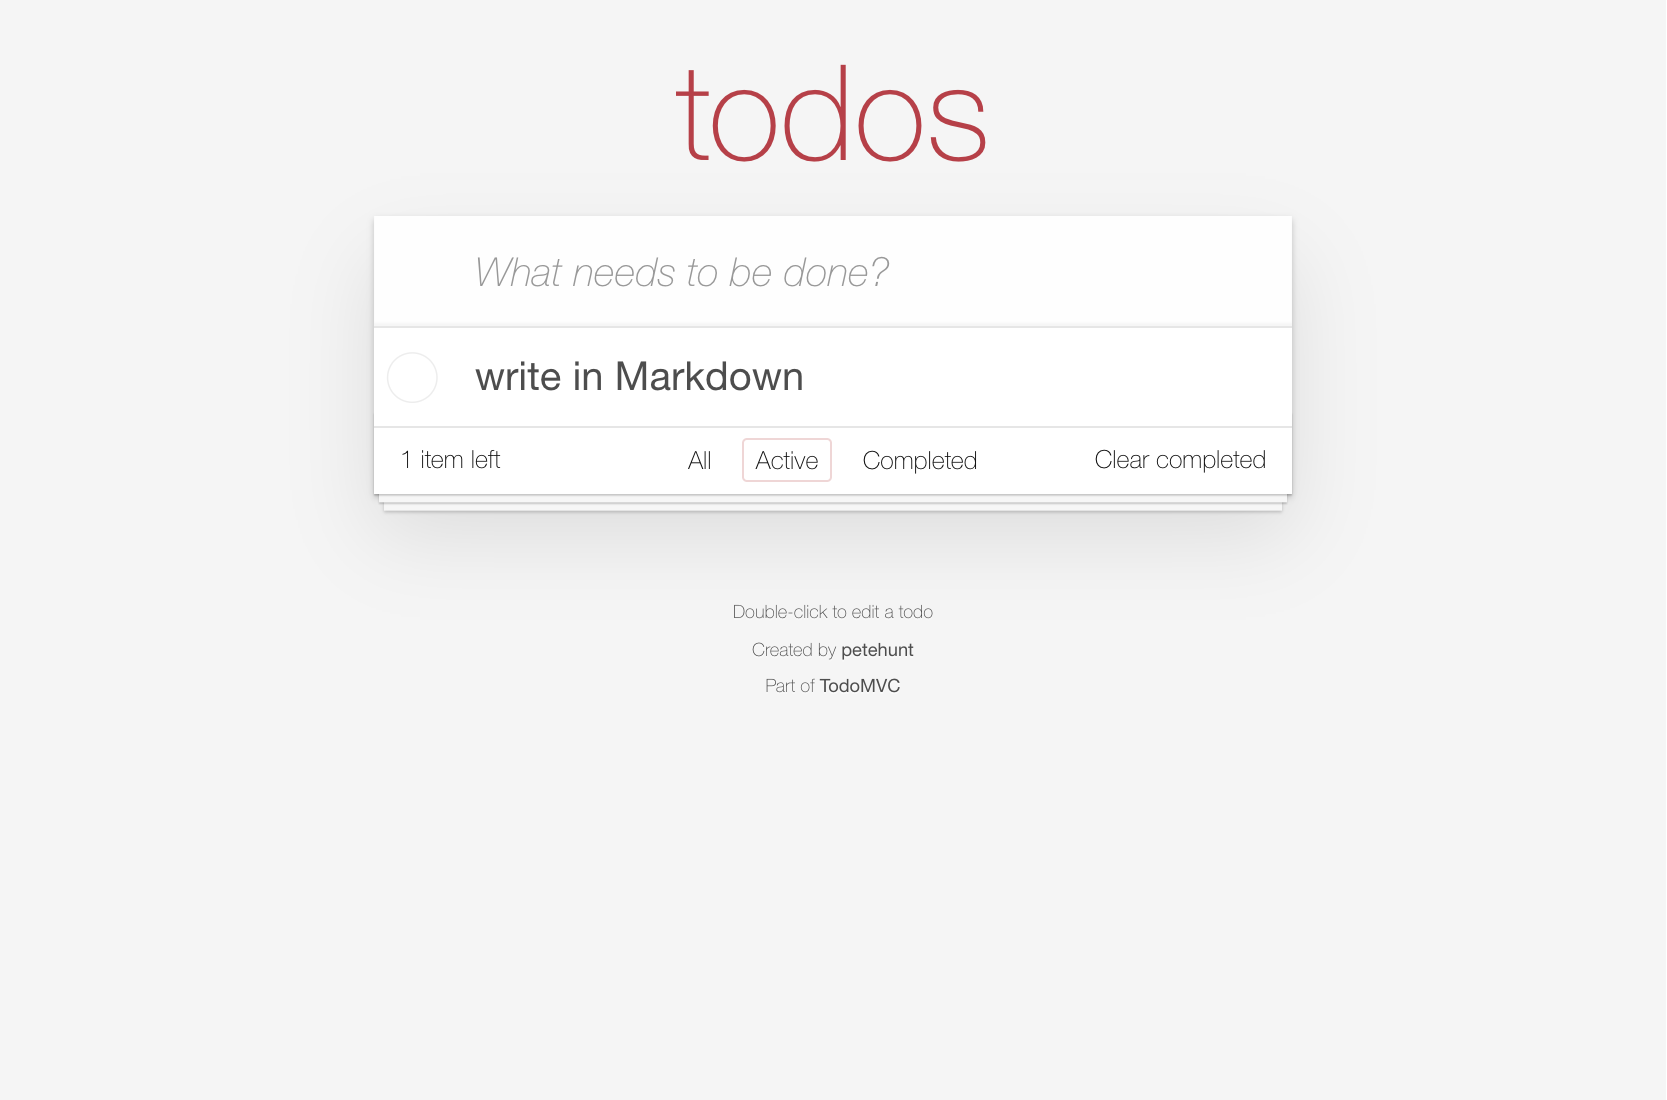 todos
What needs to be done?
write in Markdown
1 item left All Active Completed Clear completed
Double-click to edit a todo
Created by petehunt
Part of TodoMVC